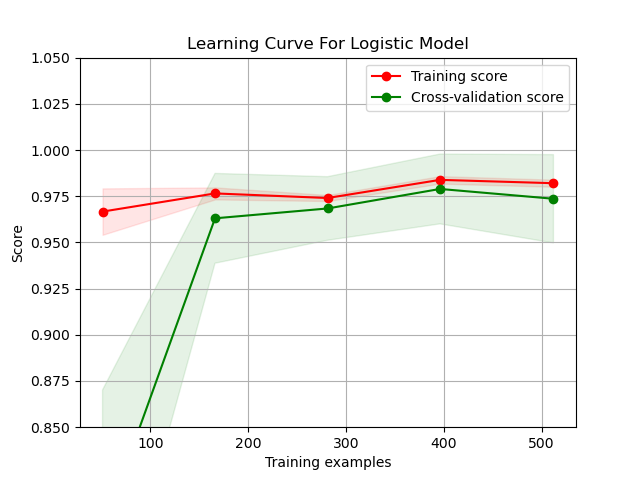 Learning Curve For Logistic Model
1.050
1.025
1.000
0.975
0.950
0.925
0.900
0.875
0.850
Score
Training score
Cross-validation score
100
200
300
400
500
Training examples